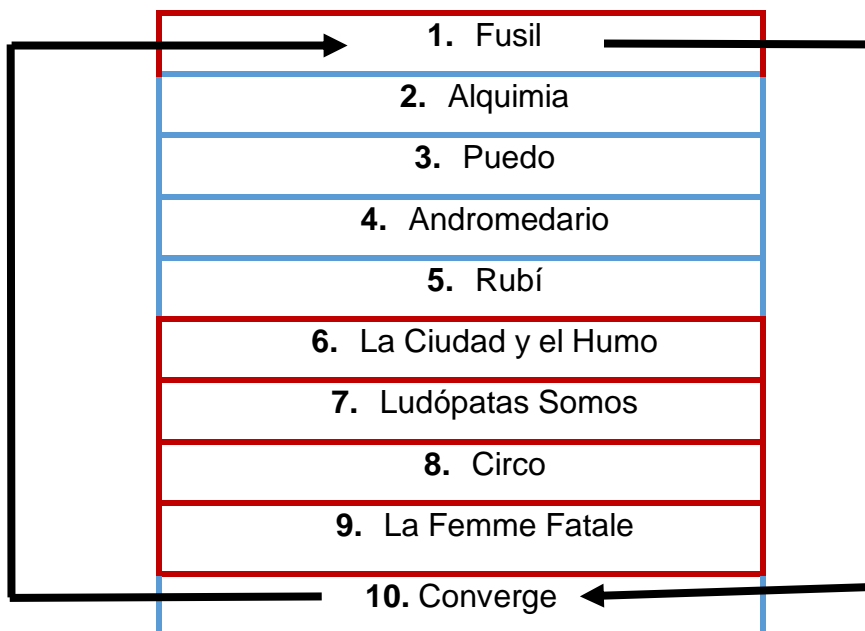 1. Fusil
2. Alquimia
3. Puedo
4. Andromedario
5. Rubí
6. La Ciudad y el Humo
7. Ludópatas Somos
8. Circo
9. La Femme Fatale
10. Converge